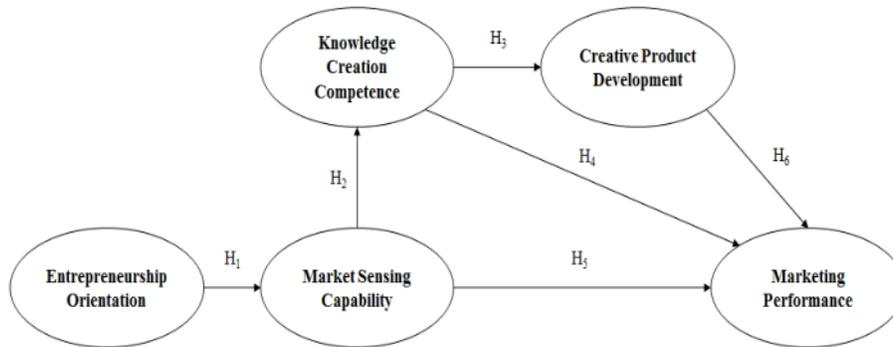 Knowledge
Creation
Competence
H₃
Creative Product
Development
H₂
H₄
H₆
Entrepreneurship
Orientation
H₁
Market Sensing
Capability
H₅
Marketing
Performance